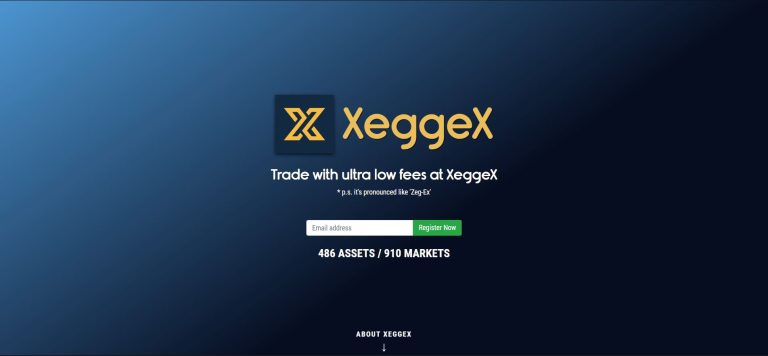 XeggeX
Trade with ultra low fees at XeggeX
* p.s. it's pronounced like 'Zeg-Ex'
Email address
Register Now
486 ASSETS / 910 MARKETS
ABOUT XEGGEX
↓